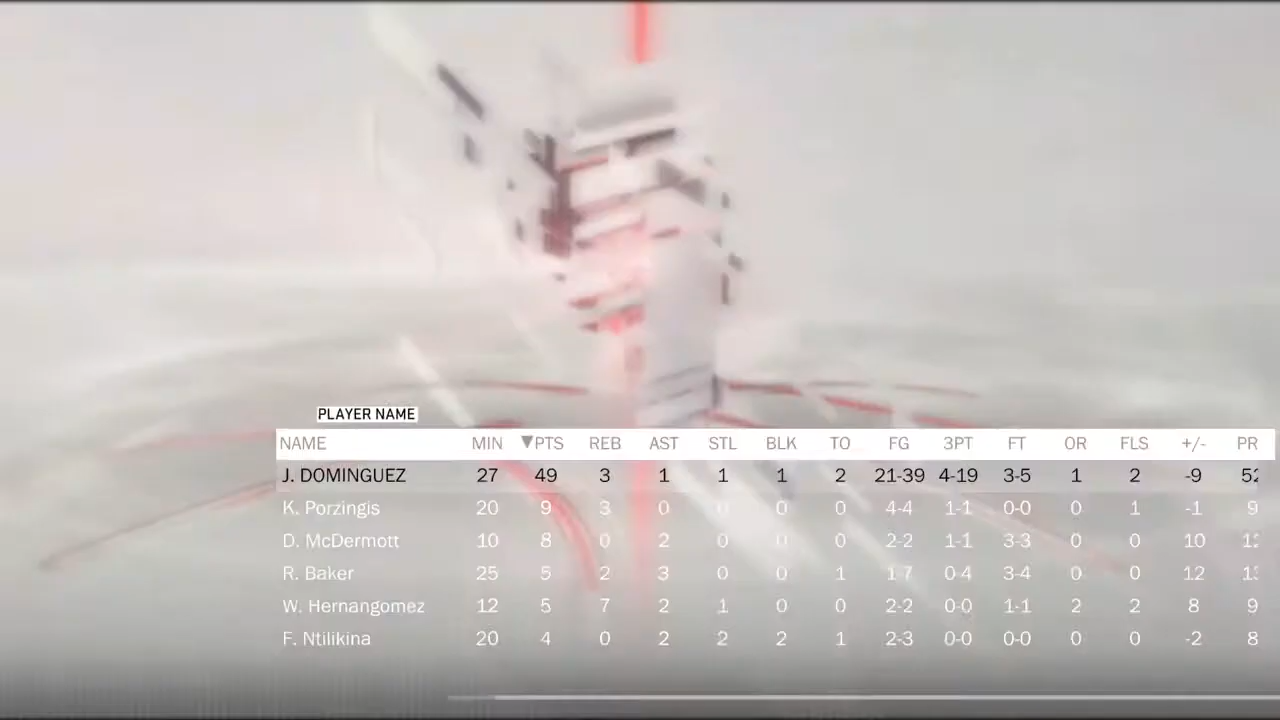 PLAYER NAME
NAME MIN ▼PTS REB AST STL BLK TO FG 3PT FT OR FLS +/- PR
J. DOMINGUEZ 27 49 3 1 1 1 2 21-39 4-19 3-5 1 2 -9 52
K. Porzingis 20 9 3 0 0 0 0 4-4 1-1 0-0 0 1 -1 9
D. McDermott 10 8 0 2 0 0 0 2-2 1-1 3-3 0 0 10 12
R. Baker 25 5 2 3 0 0 1 1-7 0-4 3-4 0 0 12 13
W. Hernangomez 12 5 7 2 1 0 0 2-2 0-0 1-1 2 2 8 9
F. Ntilikina 20 4 0 2 2 2 1 2-3 0-0 0-0 0 0 -2 8